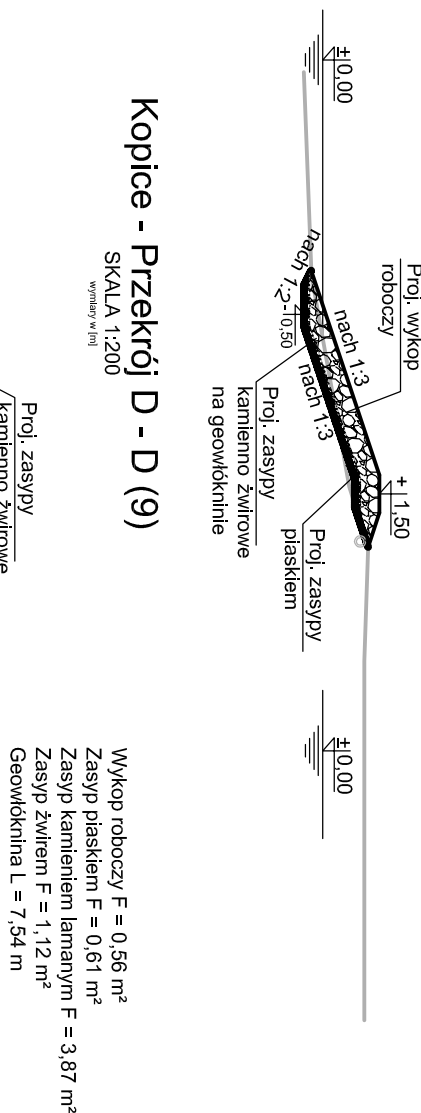 ±0,00
Proj. wykop
roboczy
nach 1:3
nach 1:2
-0,50
nach 1:3
+ 1,50
Proj. zasypy
kamienno żwirowe
na geowłókninie
Proj. zasypy
piaskiem
±0,00
Kopice - Przekrój D - D (9)
SKALA 1:200
wymiary w [m]
Wykop roboczy F = 0,56 m²
Zasyp piaskiem F = 0,61 m²
Zasyp kamieniem łamanym F = 3,87 m²
Zasyp żwirem F = 1,12 m²
Geowłóknina L = 7,54 m
Proj. zasypy
kamienno żwirowe